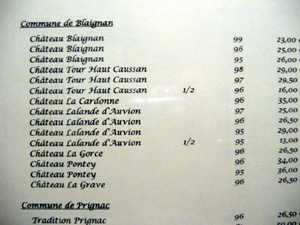 Commune de Blaignan
Château Blaignan 99 23,00
Château Blaignan 96 25,00
Château Blaignan 95 26,00
Château Tour Haut Caussan 98 29,00
Château Tour Haut Caussan 97 29,50
Château Tour Haut Caussan 1/2 96 16,00
Château La Cardonne 96 35,00
Château Lalande d'Auvion 97 25,00
Château Lalande d'Auvion 96 26,50
Château Lalande d'Auvion 95 29,00
Château Lalande d'Auvion 1/2 95 13,00
Château La Gorce 96 26,50
Château Pontey 96 34,00
Château Pontey 95 36,00
Château La Grave 96 26,50
Commune de Prignac
Tradition Prignac 96 26,50